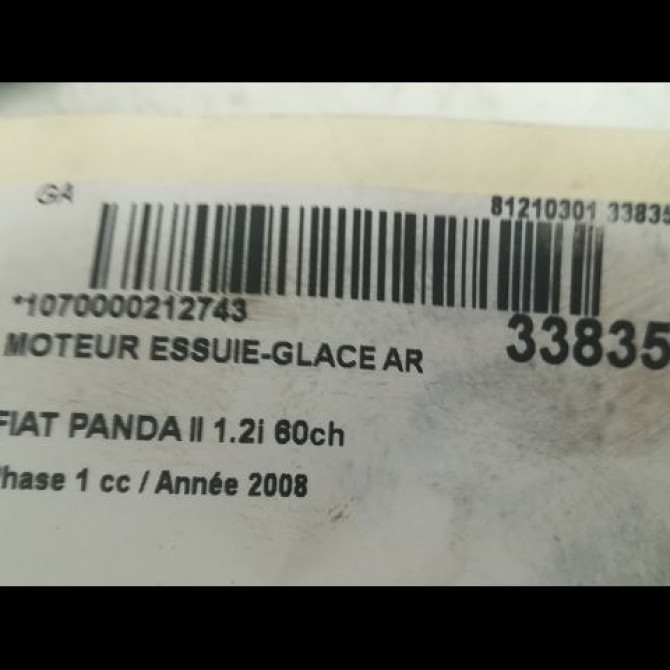 GA
81210301 33835
*1070000212743
33835
MOTEUR ESSUIE-GLACE AR
FIAT PANDA II 1.2i 60ch
Phase 1 cc / Année 2008